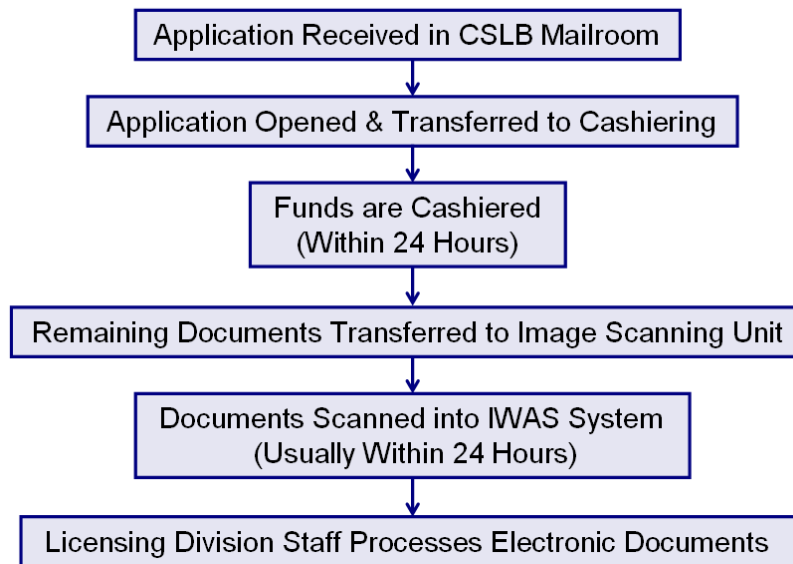 Application Received in CSLB Mailroom
Application Opened & Transferred to Cashiering
Funds are Cashiered
(Within 24 Hours)
Remaining Documents Transferred to Image Scanning Unit
Documents Scanned into IWAS System
(Usually Within 24 Hours)
Licensing Division Staff Processes Electronic Documents